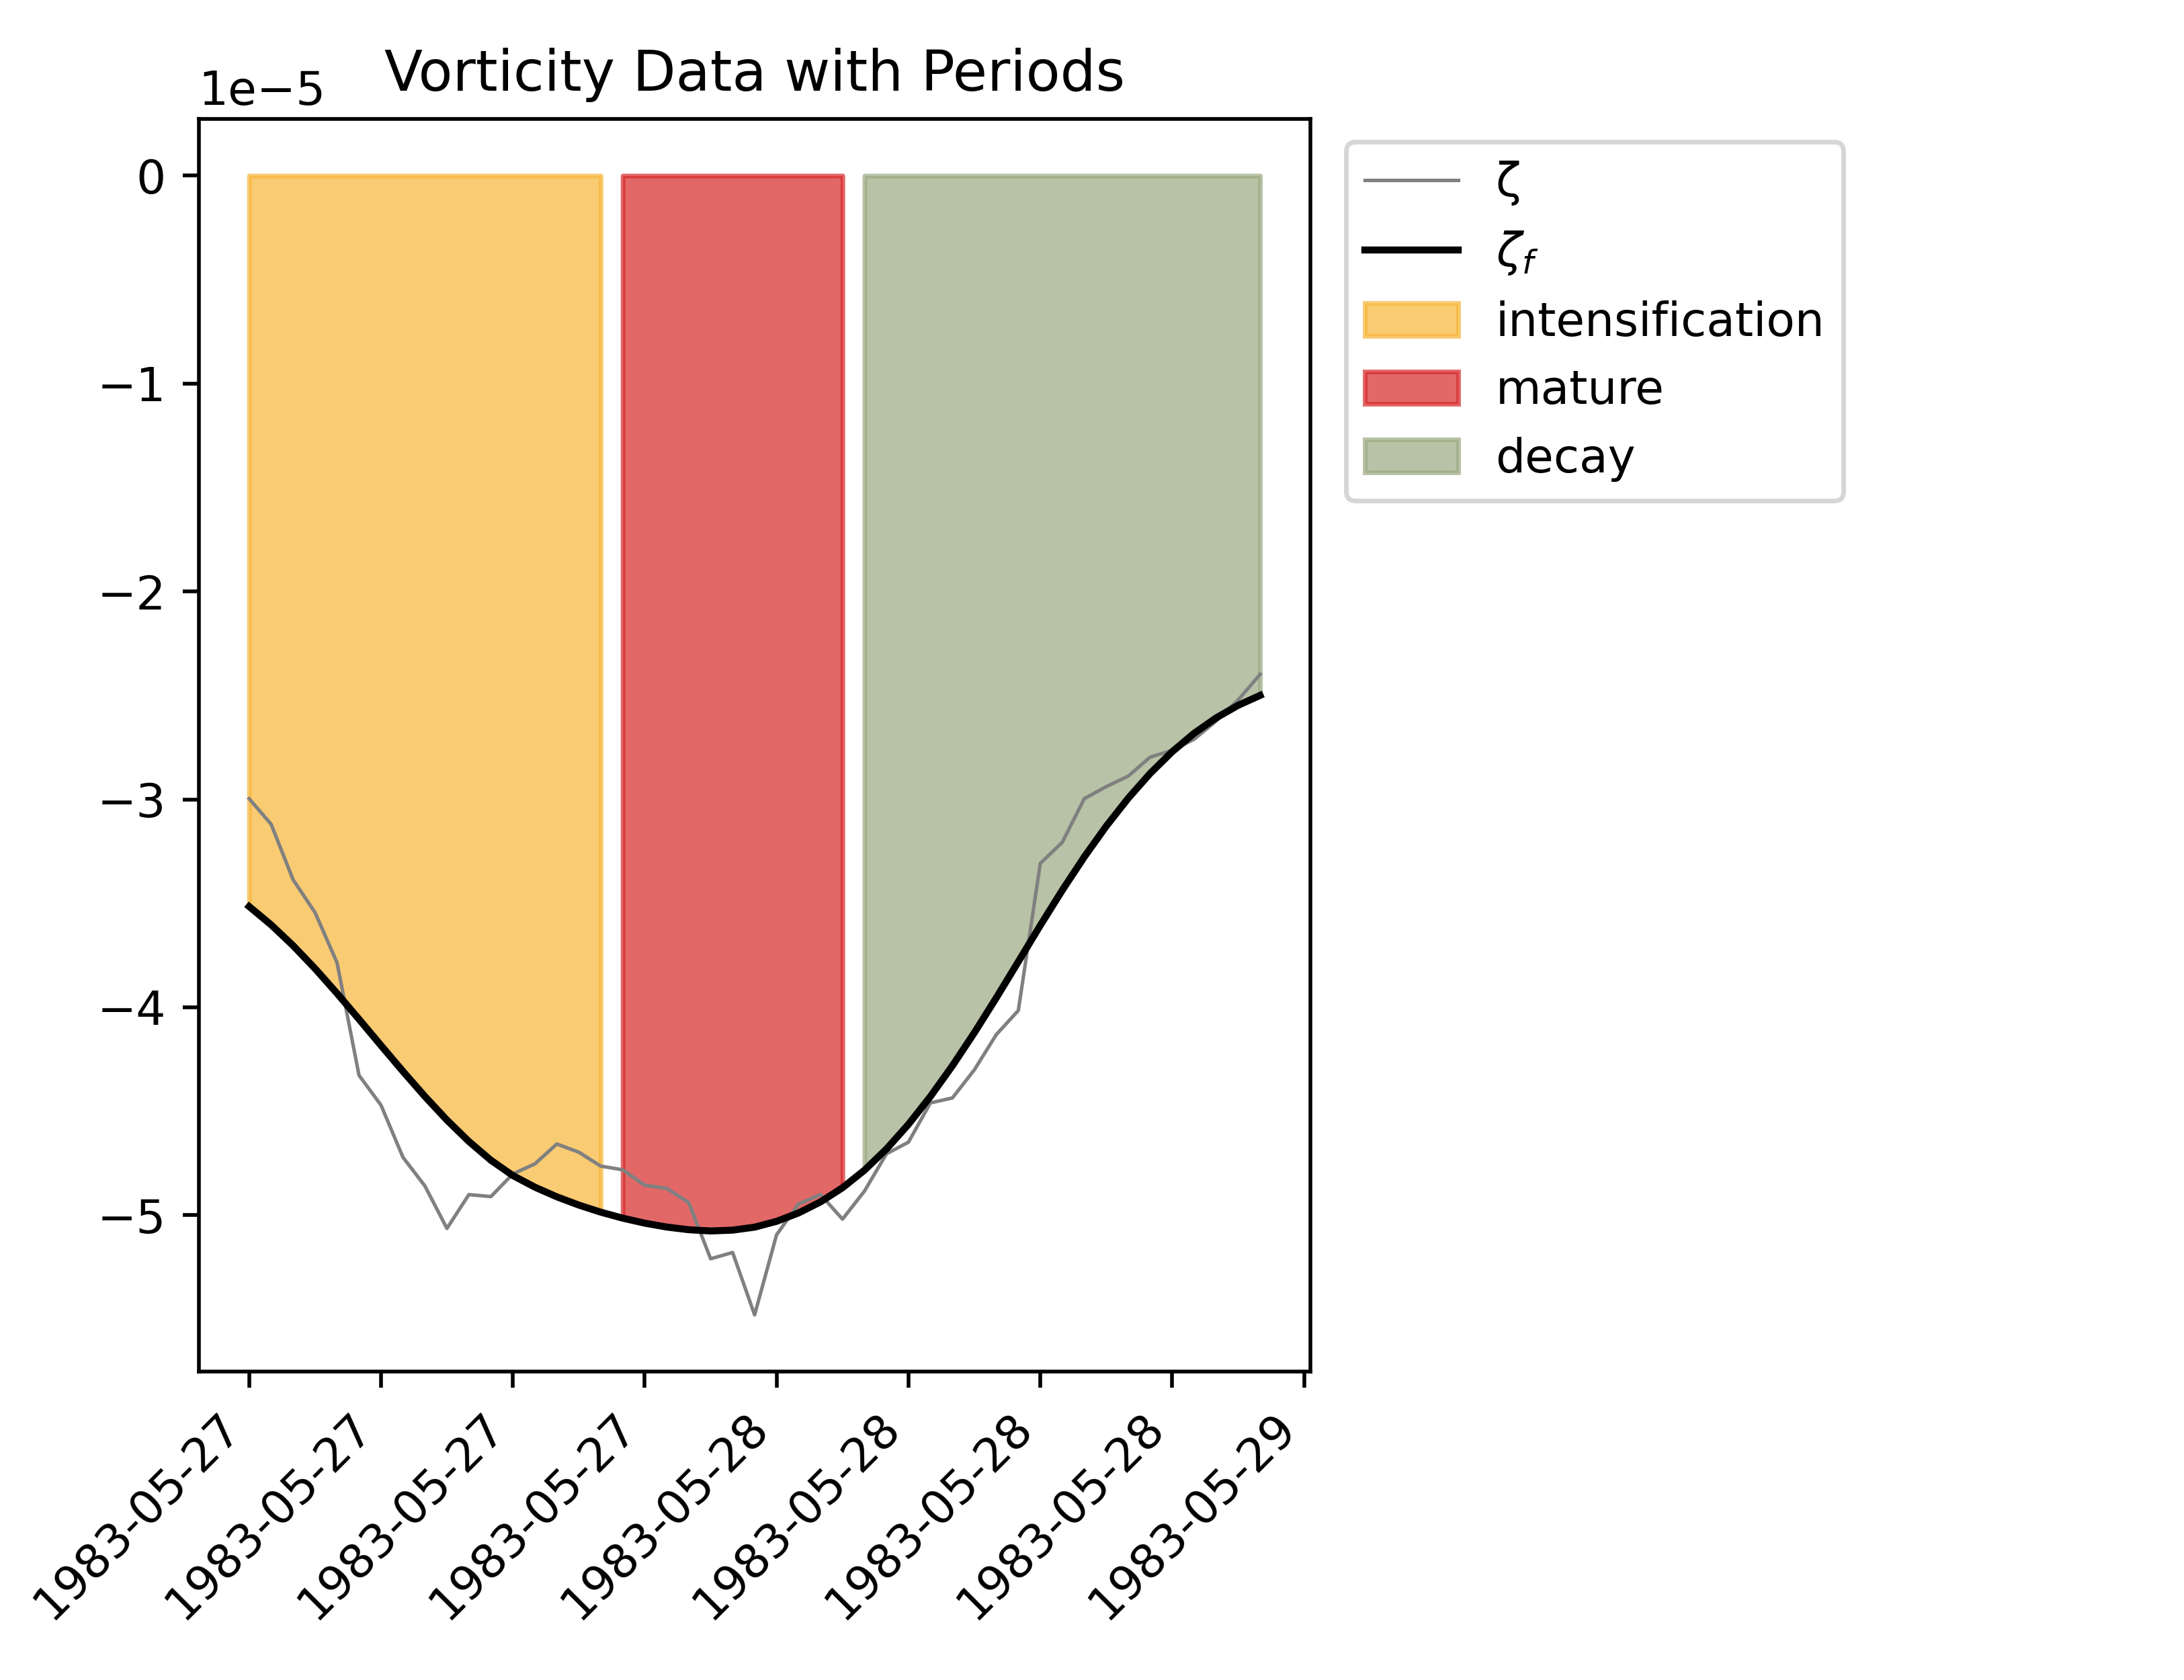 Vorticity Data with Periods
1e−5
0
−1
−2
−3
−4
−5
1983-05-27
1983-05-27
1983-05-27
1983-05-27
1983-05-28
1983-05-28
1983-05-28
1983-05-28
1983-05-29
ζ
ζf
intensification
mature
decay